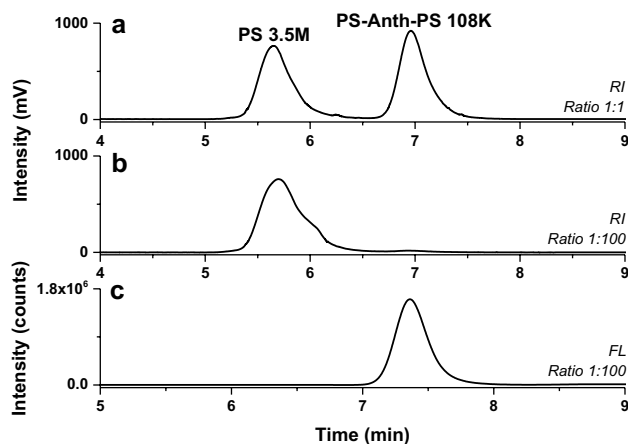 a
PS 3.5M
PS-Anth-PS 108K
1000
0
RI
Ratio 1:1
4 5 6 7 8 9
Intensity (mV)
b
1000
0
RI
Ratio 1:100
4 5 6 7 8 9
c
1.8x10⁶
0.0
FL
Ratio 1:100
5 6 7 8 9
Intensity (counts)
Time (min)